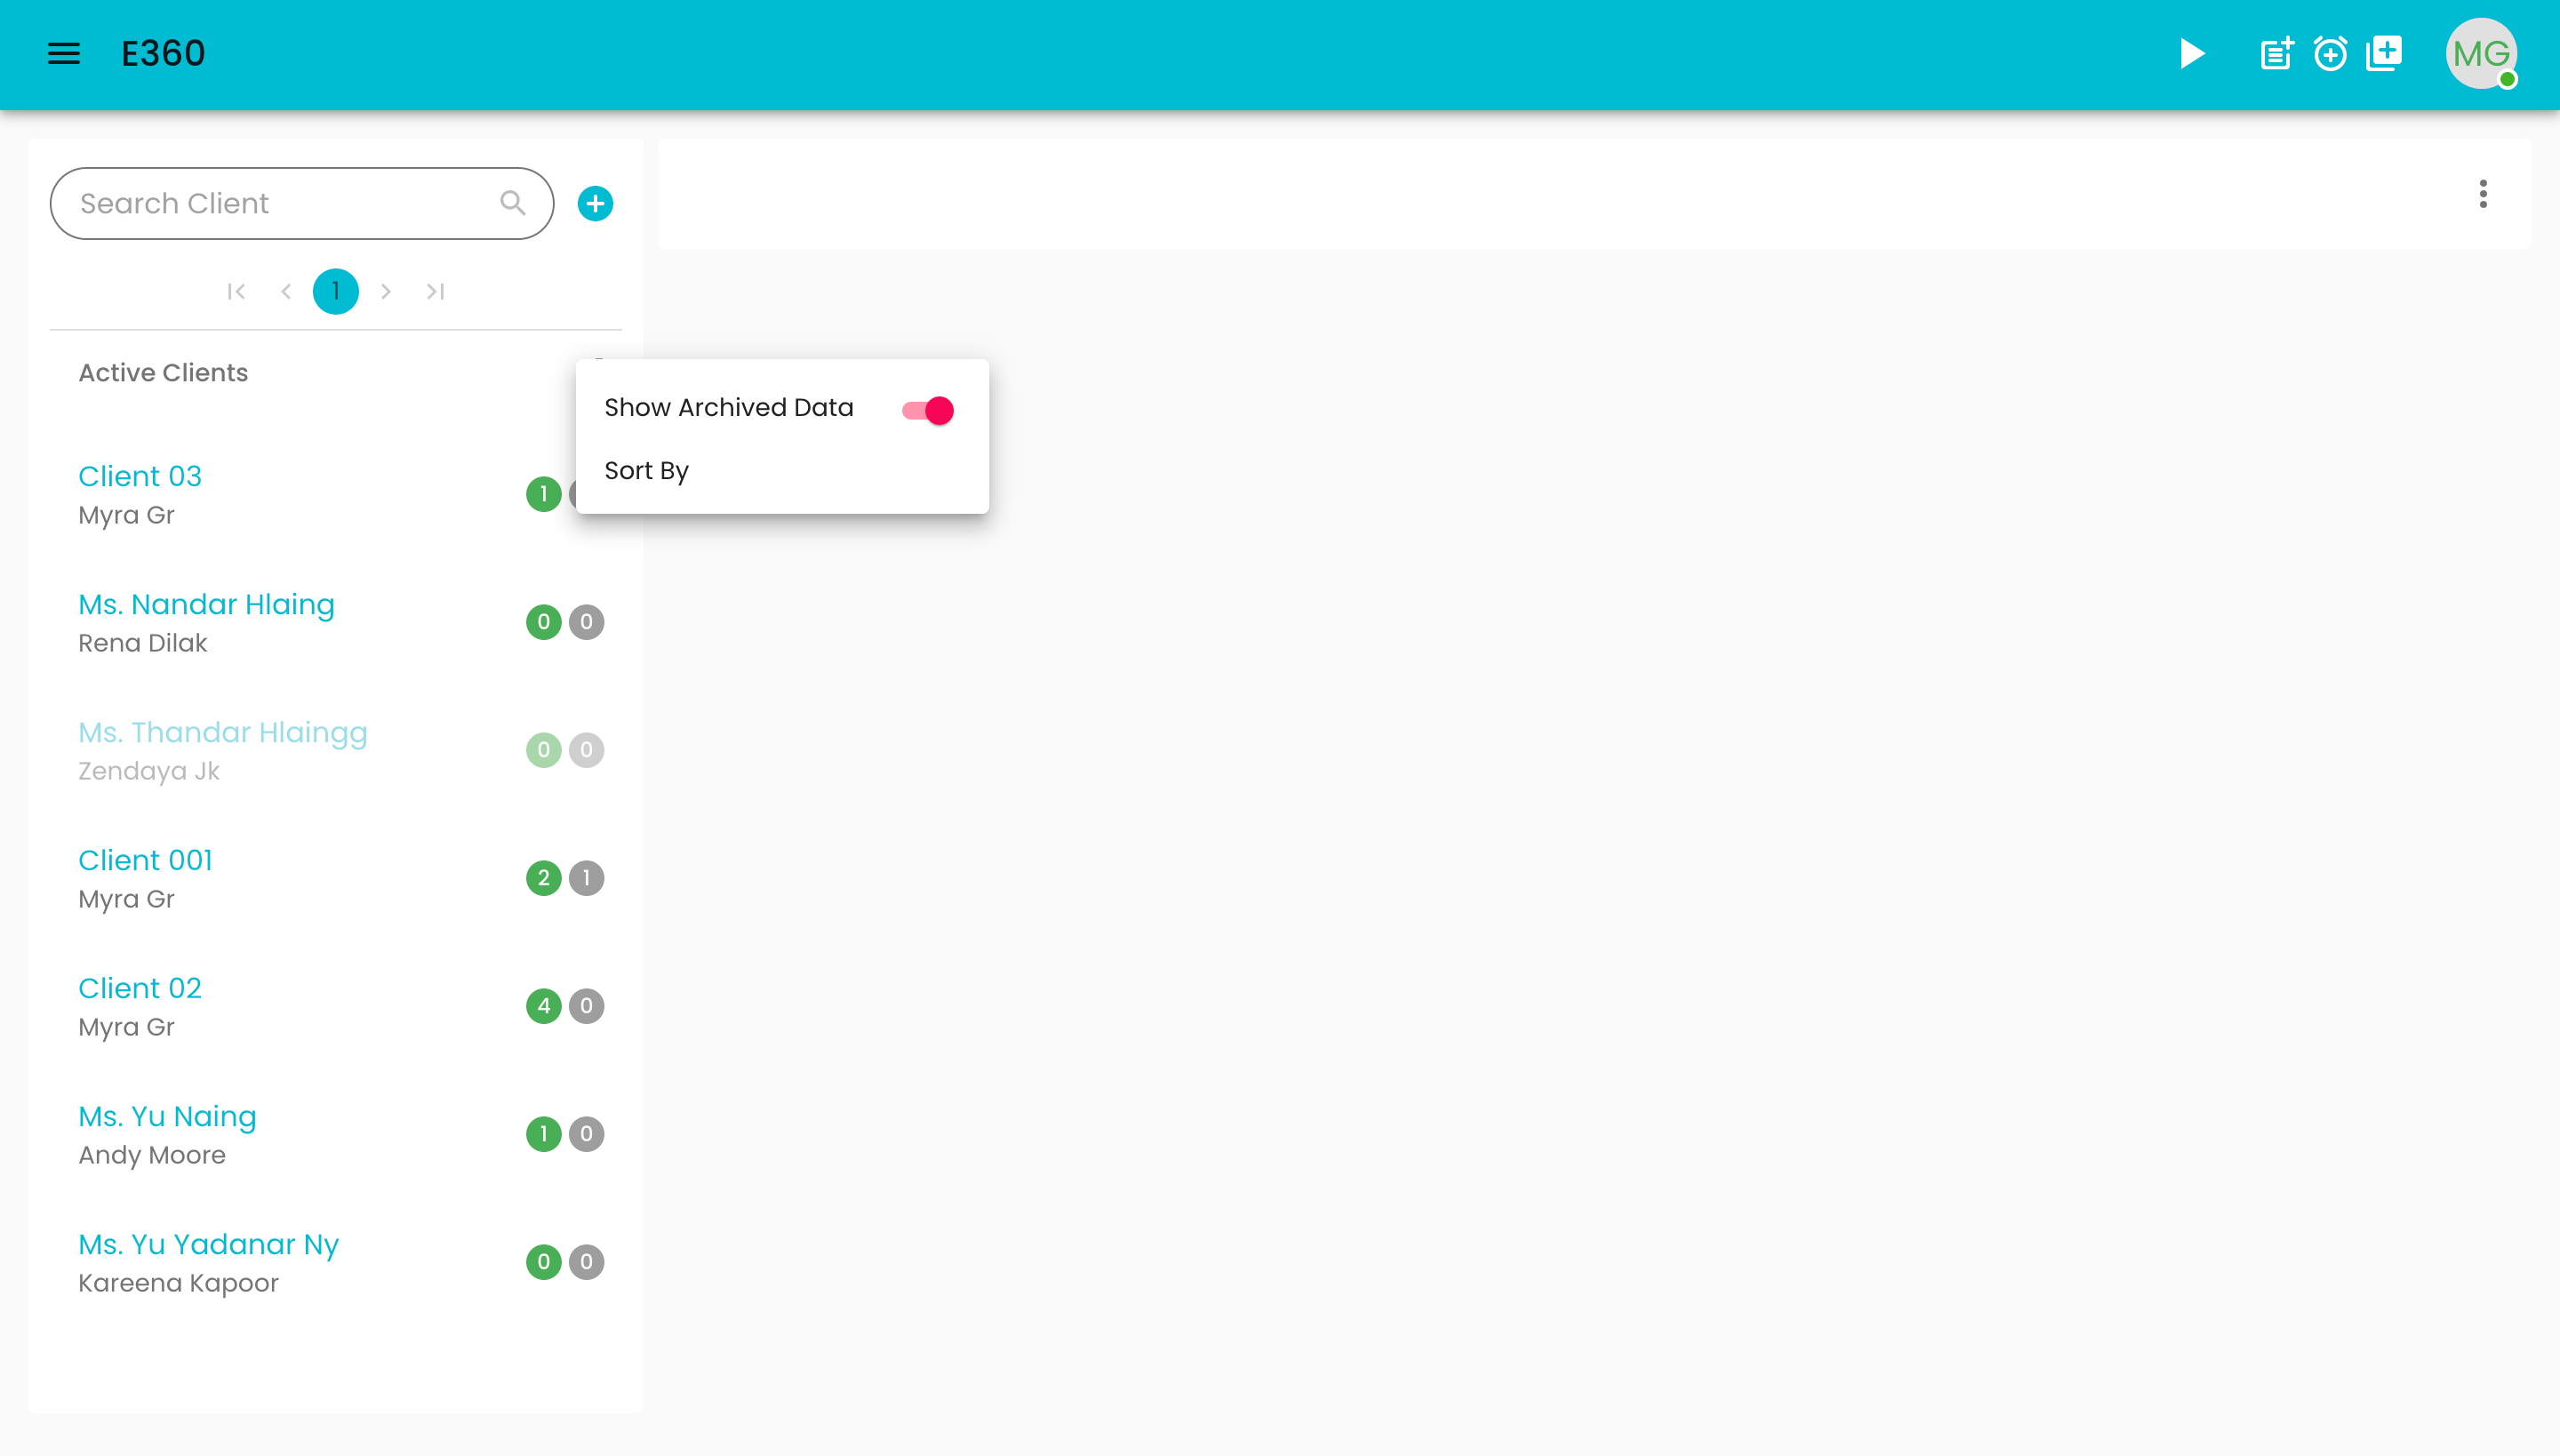 E360
MG
Search Client
1
Active Clients
Show Archived Data
Sort By
Client 03
Myra Gr
1
Ms. Nandar Hlaing
Rena Dilak
0 0
Ms. Thandar Hlaingg
Zendaya Jk
0 0
Client 001
Myra Gr
2 1
Client 02
Myra Gr
4 0
Ms. Yu Naing
Andy Moore
1 0
Ms. Yu Yadanar Ny
Kareena Kapoor
0 0